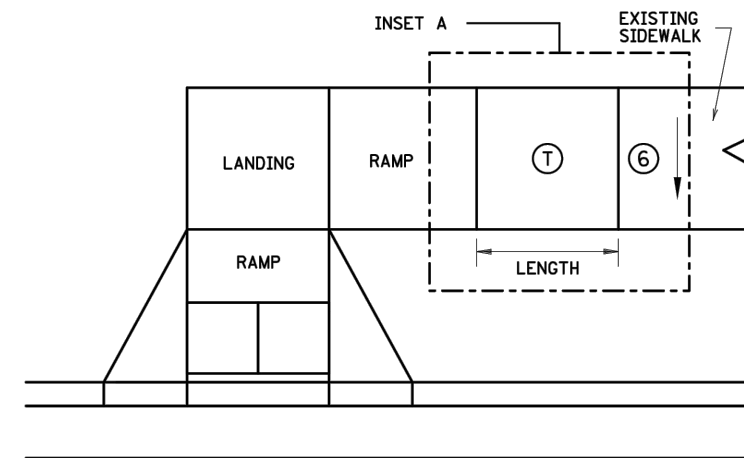 INSET A
EXISTING
SIDEWALK
LANDING
RAMP
T
6
RAMP
LENGTH